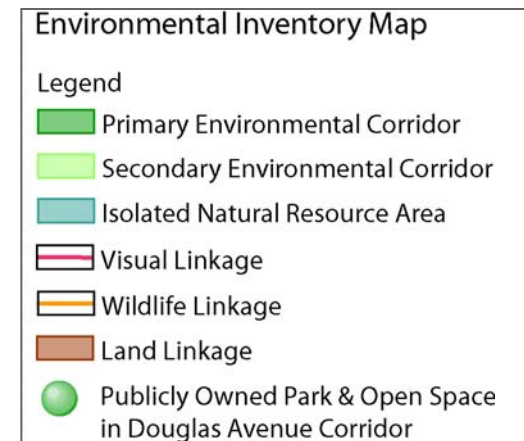 Environmental Inventory Map
Legend
Primary Environmental Corridor
Secondary Environmental Corridor
Isolated Natural Resource Area
Visual Linkage
Wildlife Linkage
Land Linkage
Publicly Owned Park & Open Space
in Douglas Avenue Corridor